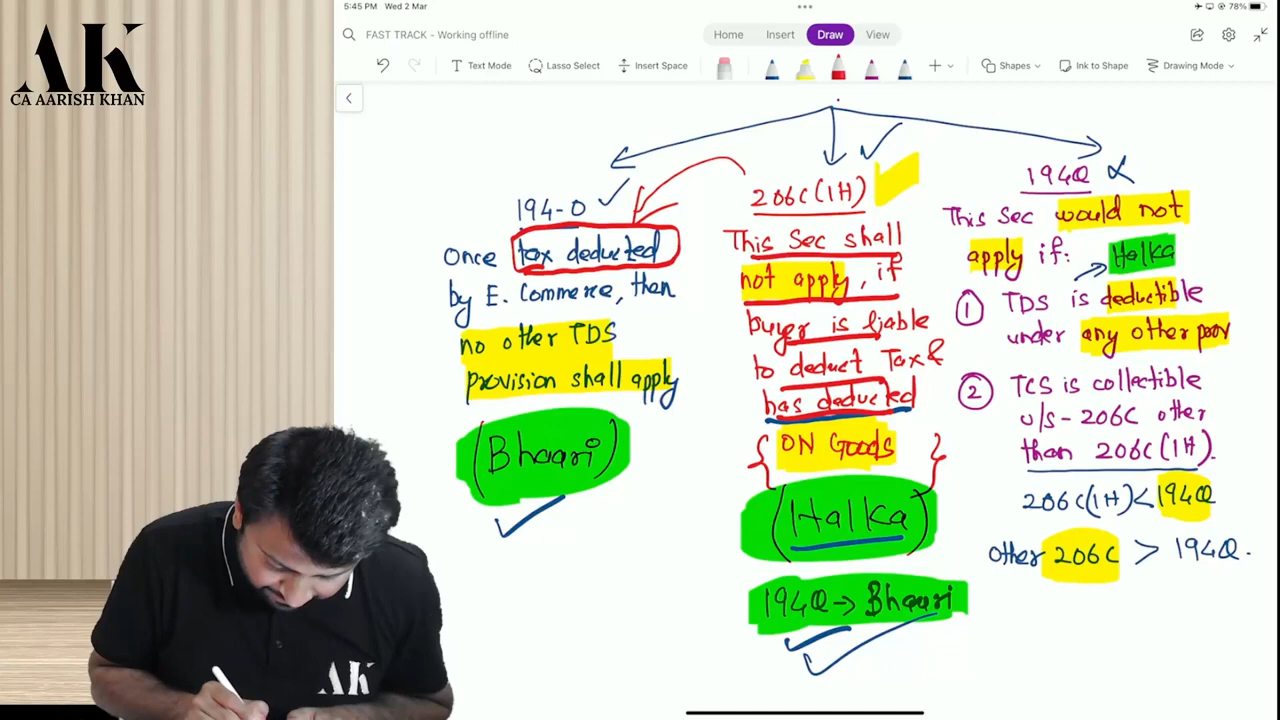 5:45 PM Wed 2 Mar
78%
AK
CA AARISH KHAN
FAST TRACK - Working offline
Home Insert Draw View
Text Mode Lasso Select Insert Space Shapes Ink to Shape Drawing Mode
194-O
Once tax deducted
by E. Commerce, then
no other TDS
provision shall apply
(Bhaari)
206C(1H)
This Sec shall
not apply, if
buyer is liable
to deduct Tax &
has deducted
{ ON GOODS }
(Halka)
194Q → Bhaari
194Q
This Sec would not
apply if: Halka
① TDS is deductible
under any other prov
② TCS is collectible
u/s - 206C other
than 206C(1H).
206C(1H) < 194Q
Other 206C > 194Q.
AK